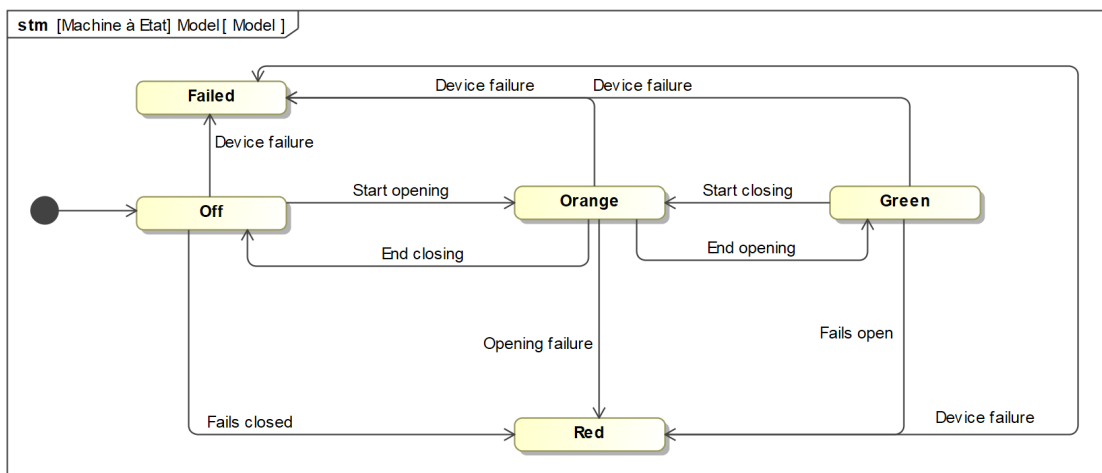 stm [Machine à Etat] Model [ Model ]
Device failure Device failure
Failed
Device failure
Start opening Start closing
Off Orange Green
End closing End opening
Opening failure Fails open
Fails closed Device failure
Red